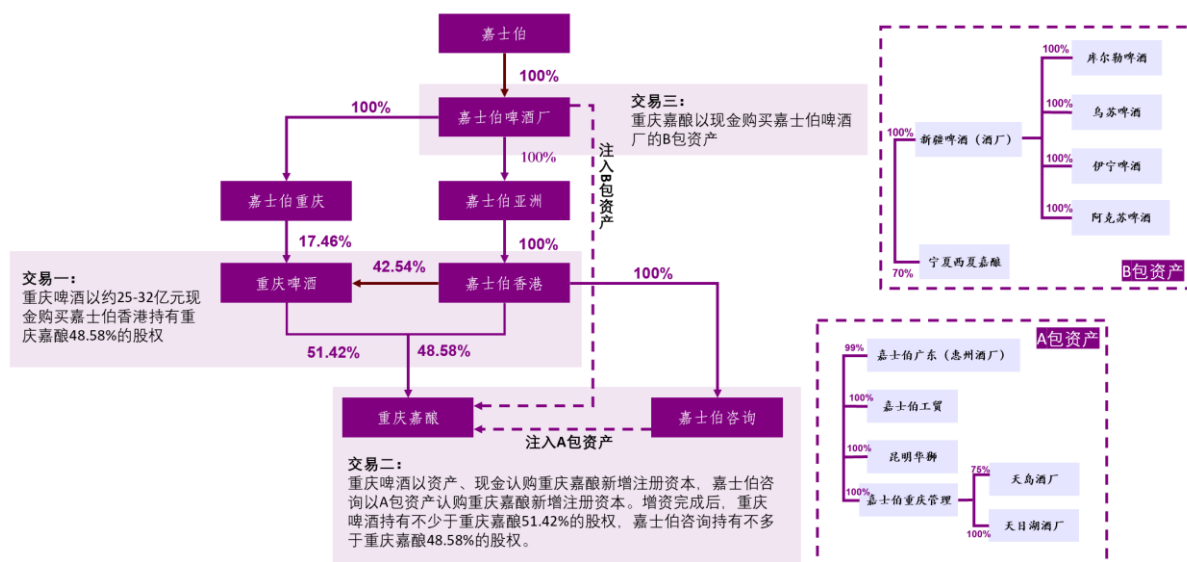 嘉士伯
100%
100%
嘉士伯啤酒厂
交易三：
重庆嘉酿以现金购买嘉士伯啤酒
厂的B包资产
100%
注入B包资产
嘉士伯重庆
嘉士伯亚洲
17.46%
100%
交易一：
重庆啤酒以约25-32亿元现
金购买嘉士伯香港持有重
庆嘉酿48.58%的股权
重庆啤酒
42.54%
嘉士伯香港
100%
51.42%
48.58%
重庆嘉酿
嘉士伯咨询
注入A包资产
交易二：
重庆啤酒以资产、现金认购重庆嘉酿新增注册资本，嘉士伯咨
询以A包资产认购重庆嘉酿新增注册资本。增资完成后，重庆
啤酒持有不少于重庆嘉酿51.42%的股权，嘉士伯咨询持有不多
于重庆嘉酿48.58%的股权。
100%
库尔勒啤酒
100%
乌苏啤酒
100%
新疆啤酒（酒厂）
100%
伊宁啤酒
100%
阿克苏啤酒
70%
宁夏西夏嘉酿
B包资产
A包资产
99%
嘉士伯广东（惠州酒厂）
100%
嘉士伯工贸
100%
昆明华狮
100%
嘉士伯重庆管理
75%
天岛酒厂
100%
天目湖酒厂